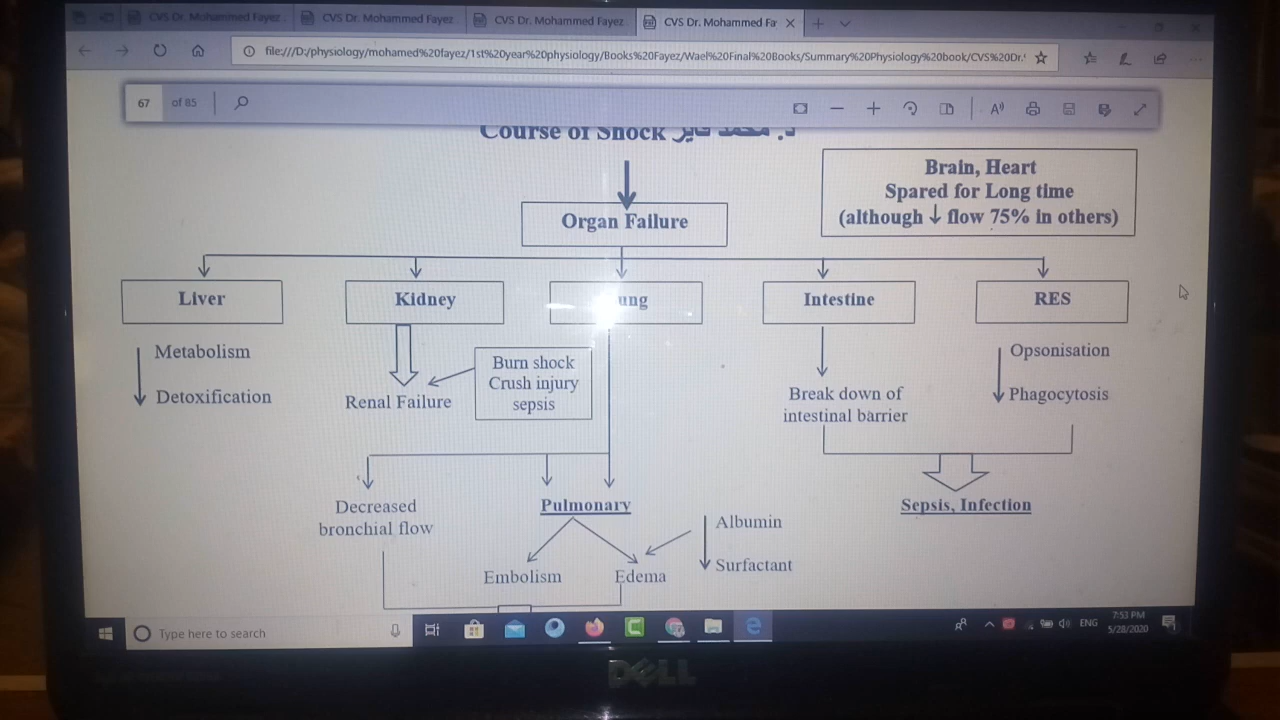 CVS Dr. Mohammed Fayez
CVS Dr. Mohammed Fayez
CVS Dr. Mohammed Fayez
CVS Dr. Mohammed Fa
file:///D:/physiology/mohamed%20fayez/1st%20year%20physiology/Books%20Fayez/Wael%20Final%20Books/Summary%20Physiology%20book/CVS%20Dr.
67 of 85
Course of Shock د. محمد فايز
Brain, Heart
Spared for Long time
(although ↓ flow 75% in others)
Organ Failure
Liver
Kidney
ung
Intestine
RES
Metabolism
Detoxification
Renal Failure
Burn shock
Crush injury
sepsis
Break down of
intestinal barrier
Opsonisation
Phagocytosis
Decreased
bronchial flow
Pulmonary
Embolism
Edema
Albumin
Surfactant
Sepsis, Infection
Type here to search
ENG
7:53 PM
5/28/2020
DELL